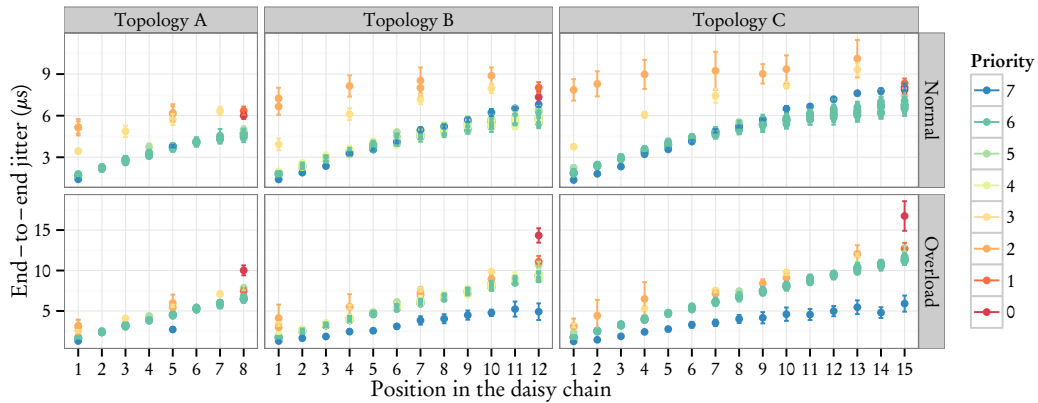 Topology A
Topology B
Topology C
End−to−end jitter (μs)
9
6
3
Normal
15
10
5
Overload
1 2 3 4 5 6 7 8
1 2 3 4 5 6 7 8 9 10 11 12
1 2 3 4 5 6 7 8 9 10 11 12 13 14 15
Position in the daisy chain
Priority
7
6
5
4
3
2
1
0